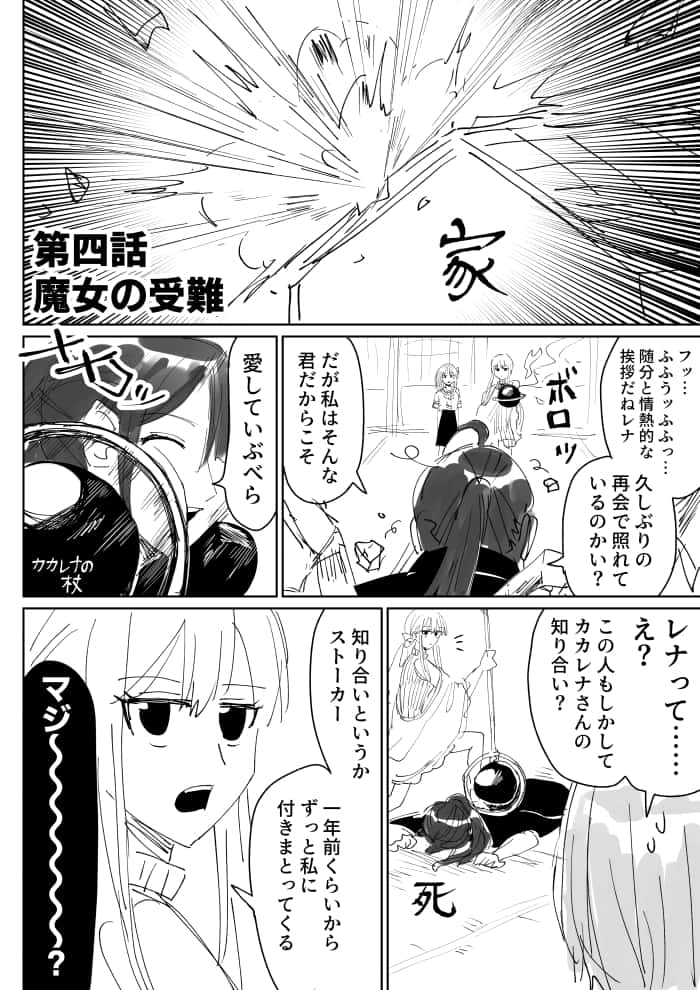 家
第四話
魔女の受難
フッ…
ふふうッふふっ…
随分と情熱的な
挨拶だねレナ
久しぶりの
再会で照れて
いるのかい？
ボロッ
だが私はそんな
君だからこそ
愛していぶべら
メメロッ
カカレナの
杖
レナって……
え？
この人もしかして
カカレナさんの
知り合い？
死
知り合いというか
ストーカー
一年前くらいから
ずっと私に
付きまとってくる
マジ〜〜〜〜〜〜〜？